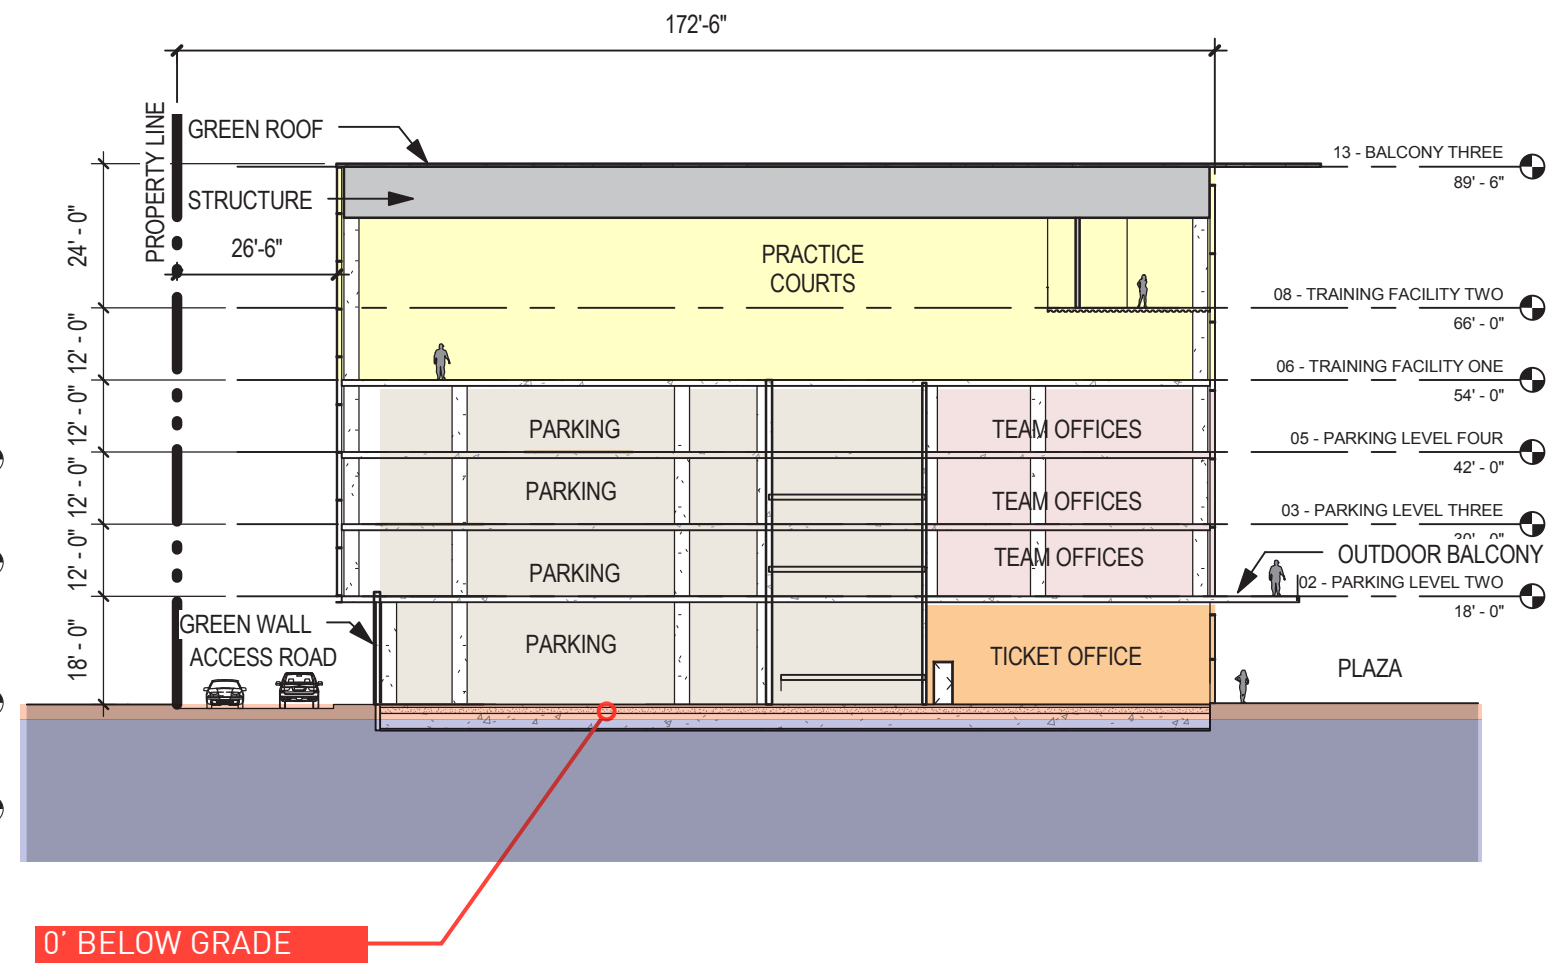 172'-6"
PROPERTY LINE
GREEN ROOF
STRUCTURE
26'-6"
24' - 0"
12' - 0"
12' - 0"
12' - 0"
12' - 0"
18' - 0"
PRACTICE
COURTS
13 - BALCONY THREE
89' - 6"
08 - TRAINING FACILITY TWO
66' - 0"
06 - TRAINING FACILITY ONE
54' - 0"
PARKING
TEAM OFFICES
05 - PARKING LEVEL FOUR
42' - 0"
PARKING
TEAM OFFICES
03 - PARKING LEVEL THREE
30' - 0"
PARKING
TEAM OFFICES
OUTDOOR BALCONY
02 - PARKING LEVEL TWO
18' - 0"
GREEN WALL
ACCESS ROAD
PARKING
TICKET OFFICE
PLAZA
0' BELOW GRADE